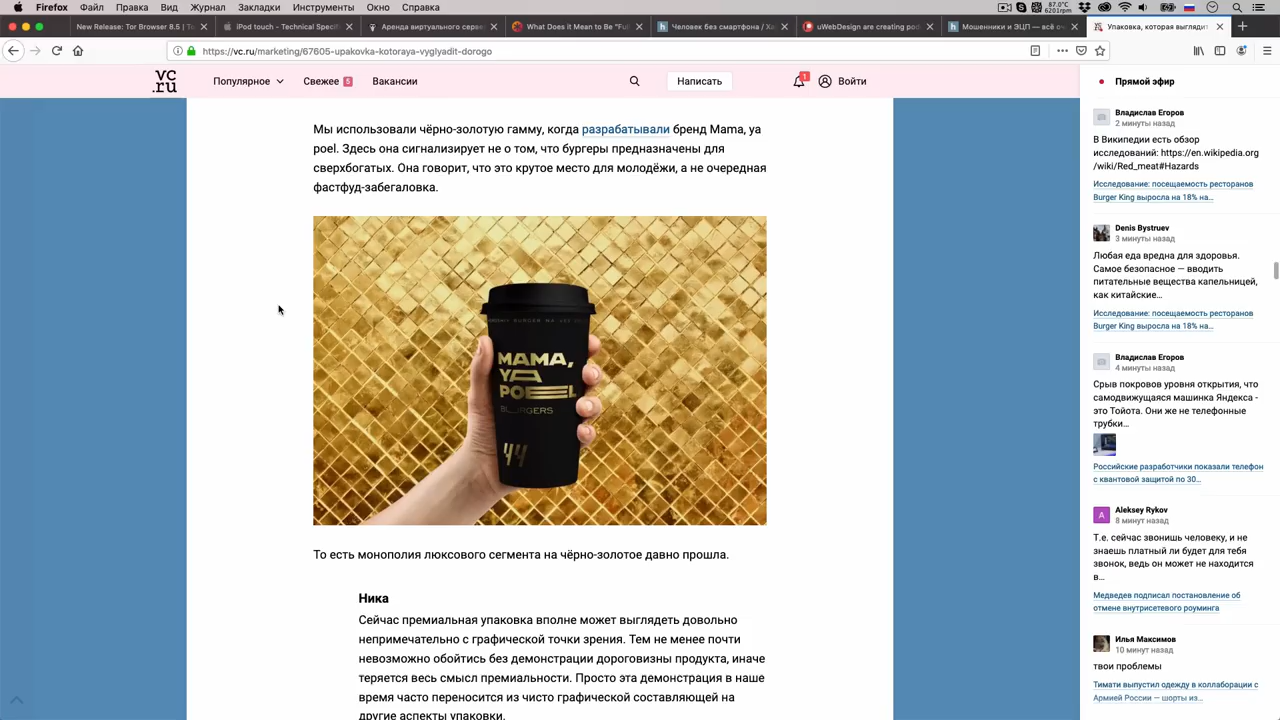 Firefox Файл Правка Вид Журнал Закладки Инструменты Окно Справка
87.0°C
6201rpm
New Release: Tor Browser 8.5 | T
iPod touch - Technical Specific
Аренда виртуального серве
What Does it Mean to Be "Full
Человек без смартфона / Ха
uWebDesign are creating pod
Мошенники и ЭЦП — всё оч
Упаковка, которая выглядит
https://vc.ru/marketing/67605-upakovka-kotoraya-vyglyadit-dorogo
vc.ru
Популярное
Свежее 5
Вакансии
Написать
1
Войти
Мы использовали чёрно-золотую гамму, когда разрабатывали бренд Mama, ya
poel. Здесь она символизирует не о том, что бургеры предназначены для
сверхбогатых. Она говорит, что это крутое место для молодёжи, а не очередная
фастфуд-забегаловка.
MAMA,
YA
POEL
BURGERS
То есть монополия люксового сегмента на чёрно-золотое давно прошла.
Ника
Сейчас премиальная упаковка вполне может выглядеть довольно
непримечательно с графической точки зрения. Тем не менее почти
невозможно обойтись без демонстрации дороговизны продукта, иначе
теряется весь смысл премиальности. Просто эта демонстрация в наше
время часто переносится из чисто графической составляющей на
другие аспекты упаковки.
Прямой эфир
Владислав Егоров
2 минуты назад
В Википедии есть обзор
исследований: https://en.wikipedia.org
/wiki/Red_meat#Hazards
Исследование: посещаемость ресторанов
Burger King выросла на 18% на…
Denis Bystruev
3 минуты назад
Любая еда вредна для здоровья.
Самое безопасное — вводить
питательные вещества капельницей,
как китайские…
Исследование: посещаемость ресторанов
Burger King выросла на 18% на…
Владислав Егоров
4 минуты назад
Срыв покровов уровня открытия, что
самодвижущаяся машинка Яндекса -
это Тойота. Они же не телефонные
трубки…
Российские разработчики показали телефон
с квантовой защитой по 30…
A
Aleksey Rykov
8 минут назад
Т.е. сейчас звонишь человеку, и не
знаешь платный ли будет для тебя
звонок, ведь он может не находится
в…
Медведев подписал постановление об
отмене внутрисетевого роуминга
Илья Максимов
10 минут назад
твои проблемы
Тимати выпустил одежду в коллаборации с
Армией России — шорты из…